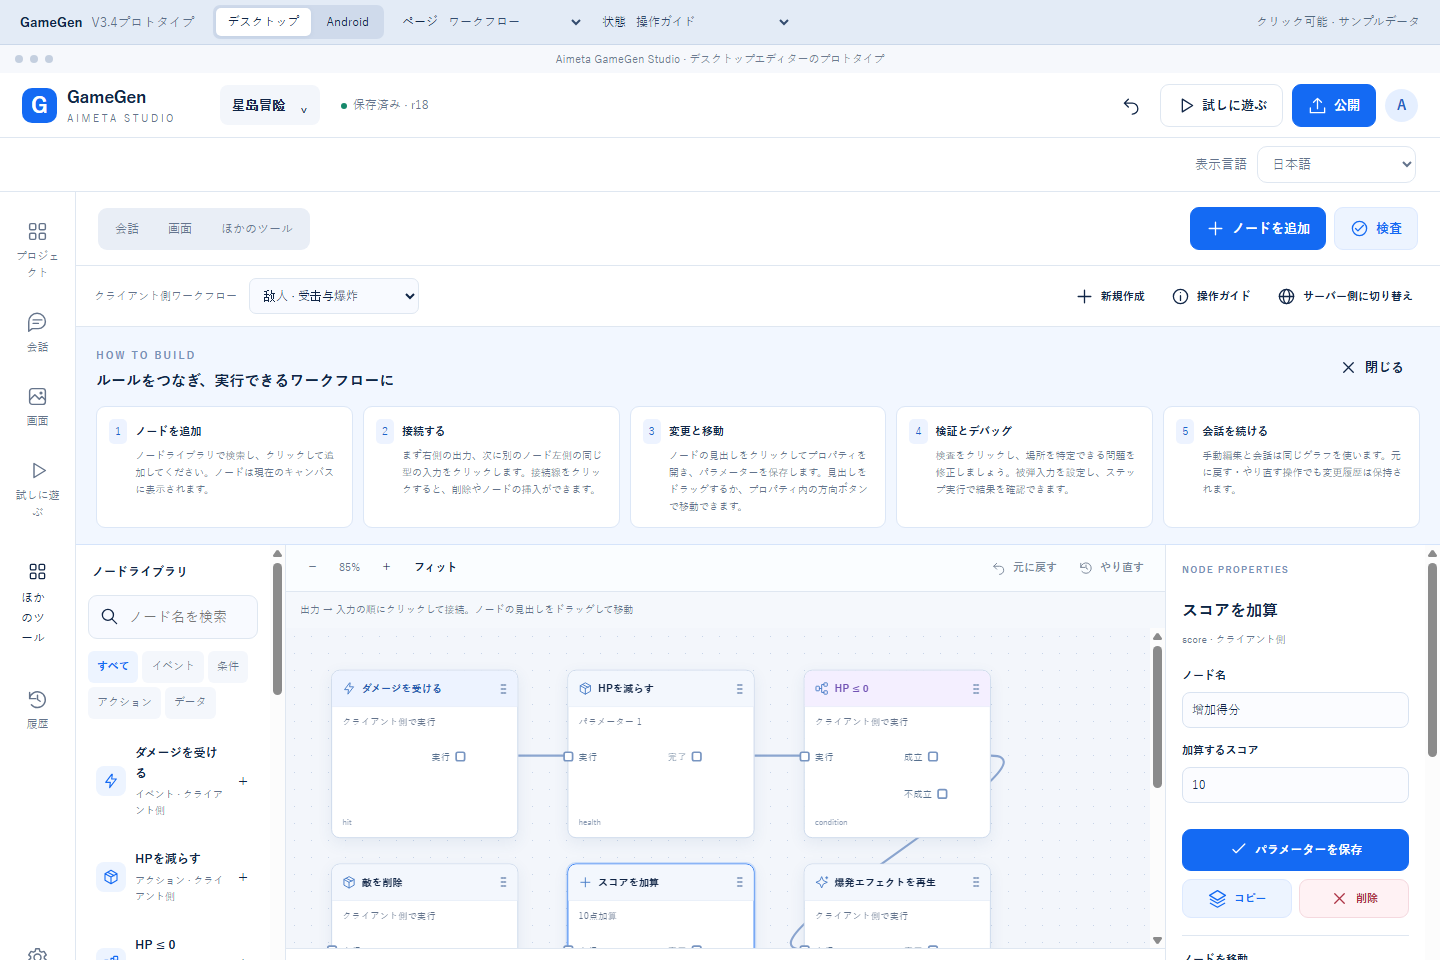 GameGen V3.4プロトタイプ デスクトップ Android ページ ワークフロー 状態 操作ガイド クリック可能 · サンプルデータ
Aimeta GameGen Studio · デスクトップエディターのプロトタイプ
G GameGen
AIMETA STUDIO
星岛冒险
保存済み · r18
試しに遊ぶ
公開
A
表示言語 日本語
プロジェクト
会話
画面
試しに遊ぶ
ほかのツール
履歴
会話 画面 ほかのツール
ノードを追加
検査
クライアント側ワークフロー 敌人 · 受击与爆炸
新規作成 操作ガイド サーバー側に切り替え
HOW TO BUILD
ルールをつなぎ、実行できるワークフローに
閉じる
1 ノードを追加
ノードライブラリで検索し、クリックして追
加してください。ノードは現在のキャンバス
に表示されます。
2 接続する
まず右側の出力、次に別のノード左側の同じ
型の入力をクリックします。接続線をクリッ
クすると、削除やノードの挿入ができます。
3 変更と移動
ノードの見出しをクリックしてプロパティを
開き、パラメーターを保存します。見出しを
ドラッグするか、プロパティ内の方向ボタン
で移動できます。
4 検証とデバッグ
検査をクリックし、場所を特定できる問題を
修正しましょう。被弾入力を設定し、ステッ
プ実行で結果を確認できます。
5 会話を続ける
手動編集と会話は同じグラフを使います。元
に戻す・やり直す操作でも変更履歴は保持さ
れます。
ノードライブラリ
ノード名を検索
すべて イベント 条件
アクション データ
ダメージを受け
る
イベント · クライア
ント側
+
HPを減らす
アクション · クライ
アント側
+
HP ≤ 0
− 85% + フィット
元に戻す やり直す
出力 → 入力の順にクリックして接続。ノードの見出しをドラッグして移動
ダメージを受ける
クライアント側で実行
実行
hit
HPを減らす
パラメーター 1
実行 完了
health
HP ≤ 0
クライアント側で実行
実行 成立
不成立
condition
敵を削除
クライアント側で実行
スコアを加算
10点加算
爆発エフェクトを再生
クライアント側で実行
NODE PROPERTIES
スコアを加算
score · クライアント側
ノード名
增加得分
加算するスコア
10
パラメーターを保存
コピー
削除
ノードを移動